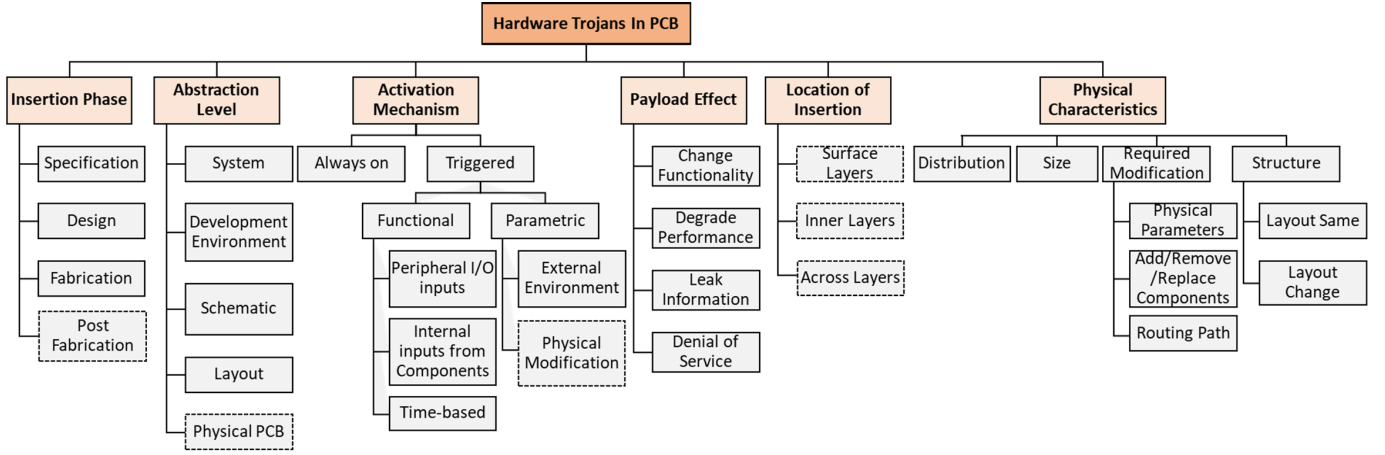 Hardware Trojans In PCB
Insertion Phase
Specification
Design
Fabrication
Post
Fabrication
Abstraction
Level
System
Development
Environment
Schematic
Layout
Physical PCB
Activation
Mechanism
Always on
Triggered
Functional
Peripheral I/O
inputs
Internal
inputs from
Components
Time-based
Parametric
External
Environment
Physical
Modification
Payload Effect
Change
Functionality
Degrade
Performance
Leak
Information
Denial of
Service
Location of
Insertion
Surface
Layers
Inner Layers
Across Layers
Physical
Characteristics
Distribution
Size
Required
Modification
Physical
Parameters
Add/Remove
/Replace
Components
Routing Path
Structure
Layout Same
Layout
Change